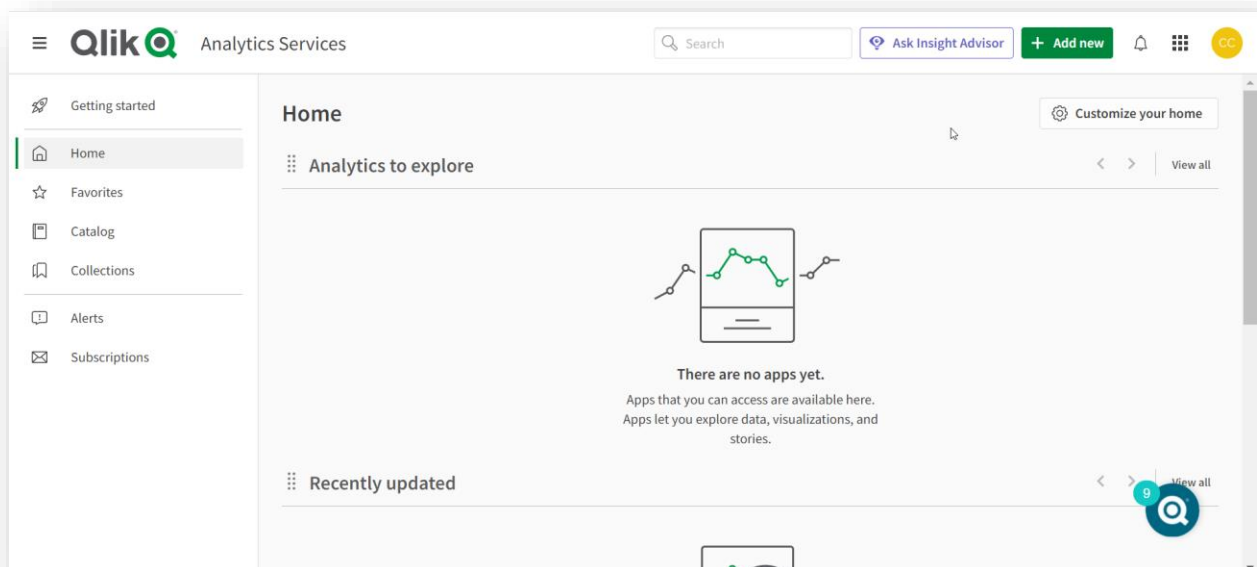 Qlik Analytics Services
Search
Ask Insight Advisor
+ Add new
CC
Getting started
Home
Favorites
Catalog
Collections
Alerts
Subscriptions
Home
Customize your home
Analytics to explore
View all
There are no apps yet.
Apps that you can access are available here.
Apps let you explore data, visualizations, and
stories.
Recently updated
View all
9